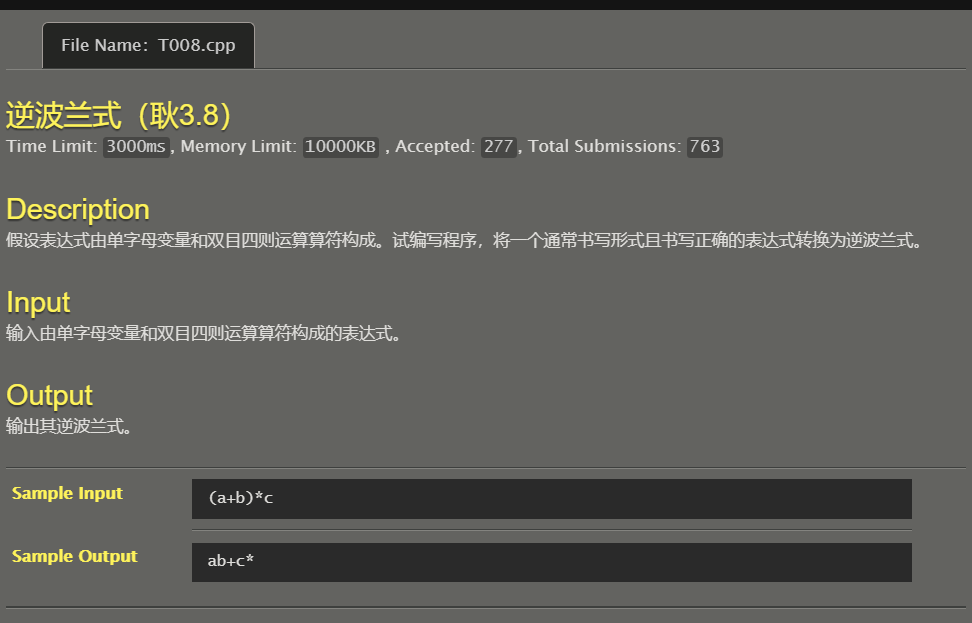 File Name: T008.cpp
逆波兰式（耿3.8）
Time Limit: 3000ms, Memory Limit: 10000KB , Accepted: 277, Total Submissions: 763
Description
假设表达式由单字母变量和双目四则运算算符构成。试编写程序，将一个通常书写形式且书写正确的表达式转换为逆波兰式。
Input
输入由单字母变量和双目四则运算算符构成的表达式。
Output
输出其逆波兰式。
Sample Input
(a+b)*c
Sample Output
ab+c*